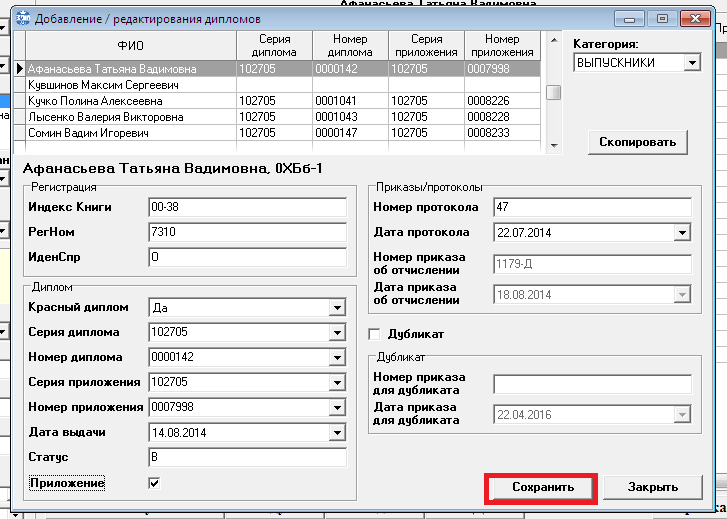 Афанасьева Татьяна Вадимовна
Добавление / редактирования дипломов
ФИО Серия диплома Номер диплома Серия приложения Номер приложения
Афанасьева Татьяна Вадимовна 102705 0000142 102705 0007998
Кувшинов Максим Сергеевич
Кучко Полина Алексеевна 102705 0001041 102705 0008226
Лысенко Валерия Викторовна 102705 0001043 102705 0008228
Сомин Вадим Игоревич 102705 000147 102705 0008233
Категория:
ВЫПУСКНИКИ
Скопировать
Афанасьева Татьяна Вадимовна, 0ХБб-1
Регистрация
Индекс Книги 00-38
РегНом 7310
ИденСпр 0
Диплом
Красный диплом Да
Серия диплома 102705
Номер диплома 0000142
Серия приложения 102705
Номер приложения 0007998
Дата выдачи 14.08.2014
Статус В
Приложение
Приказы/протоколы
Номер протокола 47
Дата протокола 22.07.2014
Номер приказа
об отчислении 1179-Д
Дата приказа
об отчислении 18.08.2014
Дубликат
Дубликат
Номер приказа
для дубликата
Дата приказа
для дубликата 22.04.2016
Сохранить
Закрыть